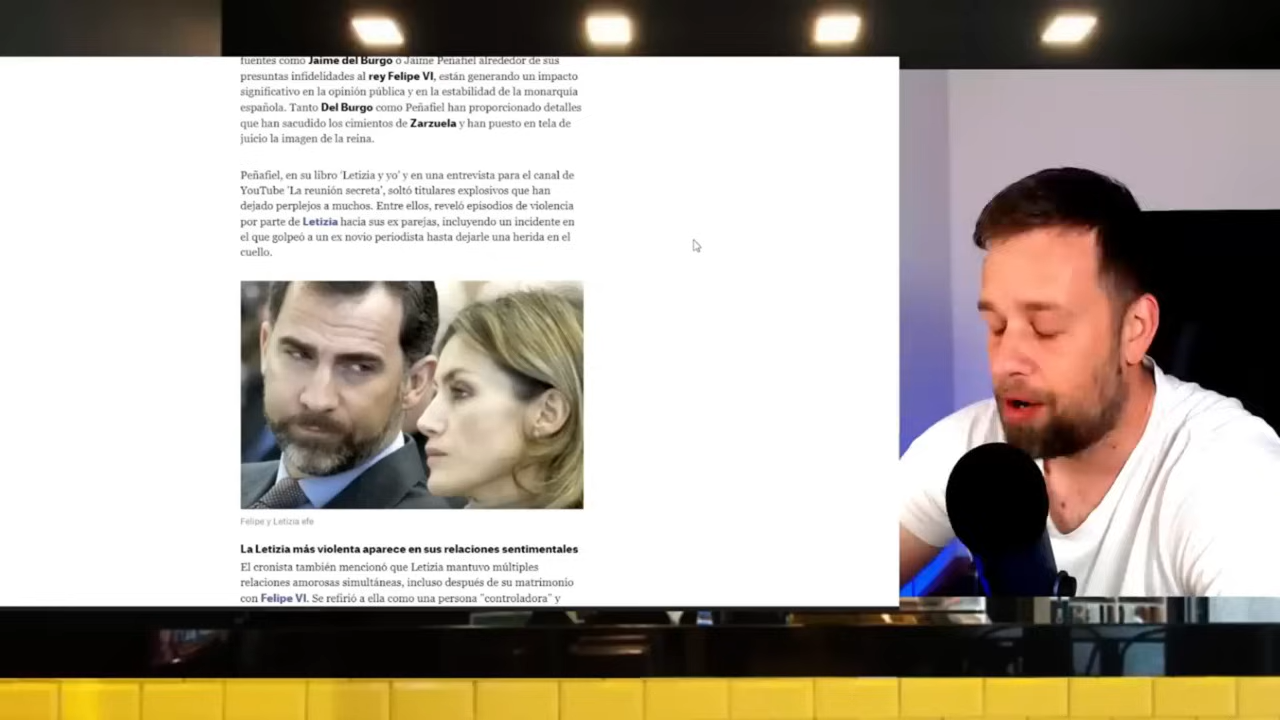 fuentes como Jaime del Burgo o Jaime Peñafiel alrededor de sus
presuntas infidelidades al rey Felipe VI, están generando un impacto
significativo en la opinión pública y en la estabilidad de la monarquía
española. Tanto Del Burgo como Peñafiel han proporcionado detalles
que han sacudido los cimientos de Zarzuela y han puesto en tela de
juicio la imagen de la reina.
Peñafiel, en su libro 'Letizia y yo' y en una entrevista para el canal de
YouTube 'La reunión secreta', soltó titulares explosivos que han
dejado perplejos a muchos. Entre ellos, reveló episodios de violencia
por parte de Letizia hacia sus ex parejas, incluyendo un incidente en
el que golpeó a un ex novio periodista hasta dejarle una herida en el
cuello.
Felipe y Letizia efe
La Letizia más violenta aparece en sus relaciones sentimentales
El cronista también mencionó que Letizia mantuvo múltiples
relaciones amorosas simultáneas, incluso después de su matrimonio
con Felipe VI. Se refirió a ella como una persona "controladora" y